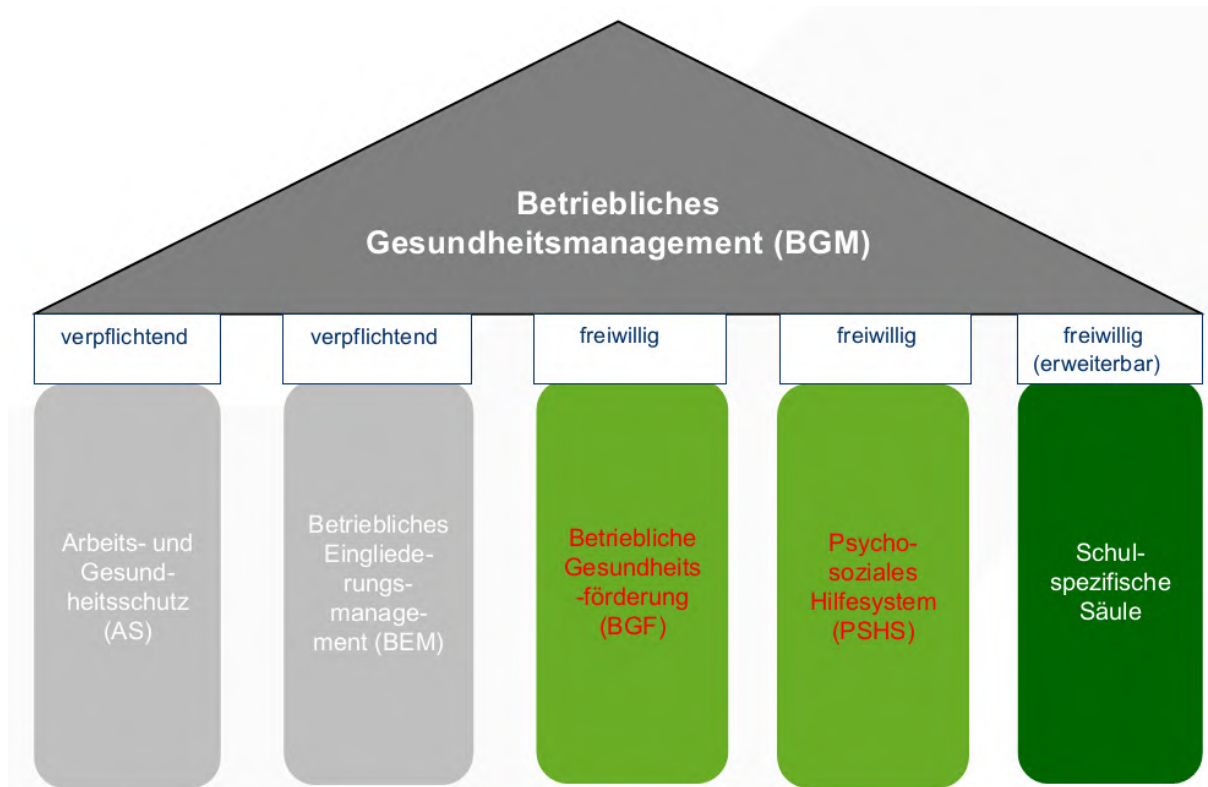 Betriebliches
Gesundheitsmanagement (BGM)
verpflichtend
verpflichtend
freiwillig
freiwillig
freiwillig
(erweiterbar)
Arbeits- und
Gesund-
heitsschutz
(AS)
Betriebliches
Eingliede-
rungs-
manage-
ment (BEM)
Betriebliche
Gesundheits
-förderung
(BGF)
Psycho-
soziales
Hilfesystem
(PSHS)
Schul-
spezifische
Säule